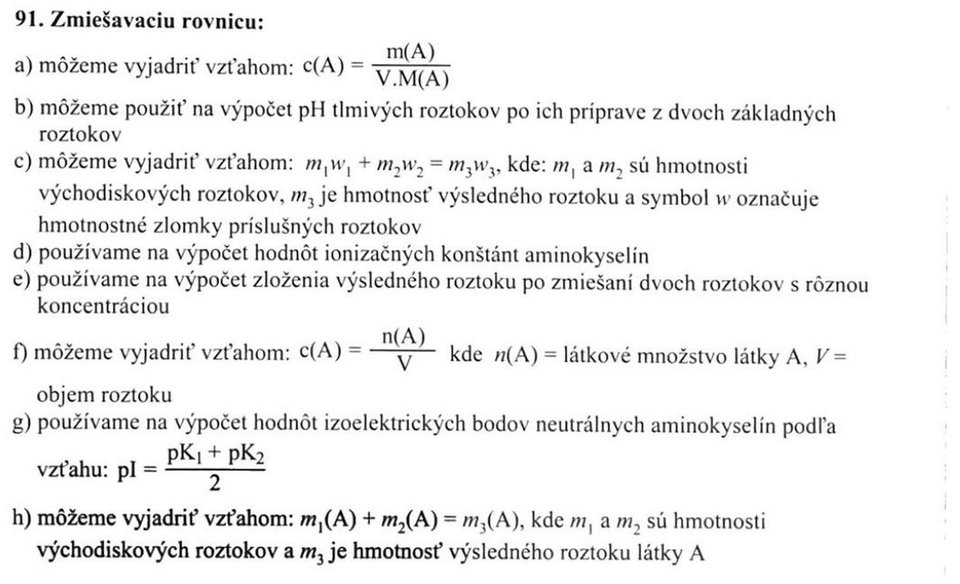 91. Zmiešavaciu rovnicu:
a) môžeme vyjadriť vzťahom: c(A) = m(A) / V.M(A)
b) môžeme použiť na výpočet pH tlmivých roztokov po ich príprave z dvoch základných
roztokov
c) môžeme vyjadriť vzťahom: m₁w₁ + m₂w₂ = m₃w₃, kde: m₁ a m₂ sú hmotnosti
východiskových roztokov, m₃ je hmotnosť výsledného roztoku a symbol w označuje
hmotnostné zlomky príslušných roztokov
d) používame na výpočet hodnôt ionizačných konštánt aminokyselín
e) používame na výpočet zloženia výsledného roztoku po zmiešaní dvoch roztokov s rôznou
koncentráciou
f) môžeme vyjadriť vzťahom: c(A) = n(A) / V kde n(A) = látkové množstvo látky A, V =
objem roztoku
g) používame na výpočet hodnôt izoelektrických bodov neutrálnych aminokyselín podľa
vzťahu: pI = pK₁ + pK₂ / 2
h) môžeme vyjadriť vzťahom: m₁(A) + m₂(A) = m₃(A), kde m₁ a m₂ sú hmotnosti
východiskových roztokov a m₃ je hmotnosť výsledného roztoku látky A